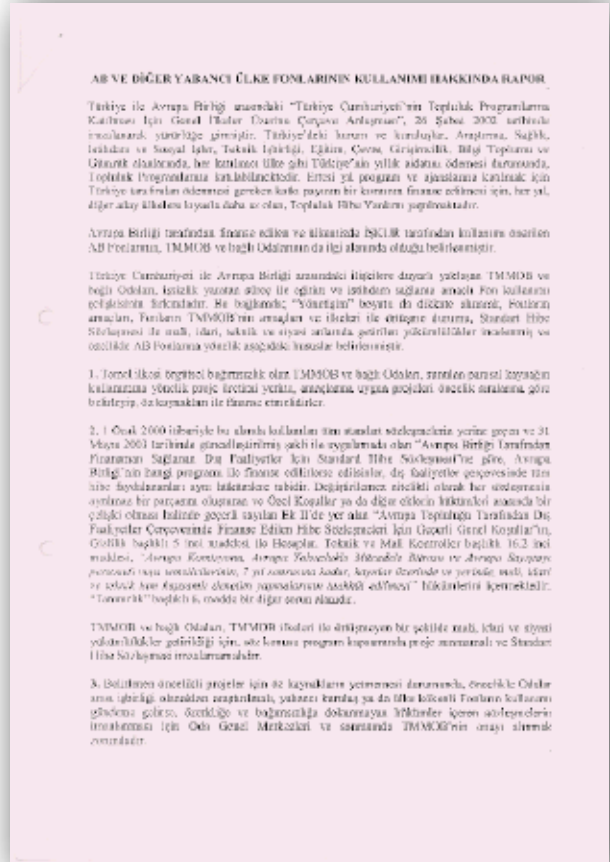 AB VE DİĞER YABANCI ÜLKE FONLARININ KULLANIMI HAKKINDA RAPOR
Türkiye ile Avrupa Birliği arasındaki "Türkiye Cumhuriyeti'nin Topluluk Programlarına
Katılması İçin Genel İlkeler Üzerine Çerçeve Anlaşması", 26 Şubat 2002 tarihinde
imzalanarak yürürlüğe girmiştir. Türkiye'deki kurum ve kuruluşlar, Araştırma, Sağlık,
İstihdam ve Sosyal İşler, Teknik İşbirliği, Eğitim, Çevre, Girişimcilik, Bilgi Toplumu ve
Gümrük alanlarında, her katılımcı ülke gibi Türkiye'nin yıllık aidatını ödemesi durumunda,
Topluluk Programlarına katılabilmektedir. Ertesi yıl program ve ajanslarına katılmak için
Türkiye tarafından ödenmesi gereken katkı payının bir kısmının finanse edilmesi için, her yıl,
diğer aday ülkelere kıyasla daha az olan, Topluluk Hibe Yardımı yapılmaktadır.
Avrupa Birliği tarafından finanse edilen ve ülkemizde İŞKUR tarafından kullanımı önerilen
AB Fonlarının, TMMOB ve bağlı Odalarının da ilgi alanında olduğu belirlenmiştir.
Türkiye Cumhuriyeti ile Avrupa Birliği arasındaki ilişkilere duyarlı yaklaşan TMMOB ve
bağlı Odaları, işsizlik yaratan süreç ile eğitim ve istihdam sağlama amaçlı Fon kullanımı
çelişkisinin farkındadır. Bu bağlamda; "Yönetişim" boyutu da dikkate alınarak, Fonların
amaçları, Fonların TMMOB'nin amaçları ve ilkeleri ile örtüşme durumu, Standart Hibe
Sözleşmesi ile mali, idari, teknik ve siyasi anlamda getirilen yükümlülükler incelenmiş ve
özellikle AB Fonlarına yönelik aşağıdaki hususlar belirlenmiştir.
1. Temel ilkesi örgütsel bağımsızlık olan TMMOB ve bağlı Odaları, sunulan parasal kaynağın
kullanımına yönelik proje üretimi yerine, amaçlarına uygun projeleri öncelik sıralarına göre
belirleyip, öz kaynakları ile finanse etmelidirler.
2. 1 Ocak 2000 itibariyle bu alanda kullanılan tüm standart sözleşmelerin yerine geçen ve 31
Mayıs 2003 tarihinde güncelleştirilmiş şekli ile uygulamada olan "Avrupa Birliği Tarafından
Finansman Sağlanan Dış Faaliyetler İçin Standard Hibe Sözleşmesi"ne göre, Avrupa
Birliği'nin hangi programı ile finanse edilirlerse edilsinler, dış faaliyetler çerçevesinde tüm
hibe faydalananları aynı hükümlere tabidir. Değiştirilemez nitelikli olarak her sözleşmenin
ayrılmaz bir parçasını oluşturan ve Özel Koşullar ya da diğer eklerin hükümleri arasında bir
çelişki olması halinde geçerli sayılan Ek II'de yer alan "Avrupa Topluluğu Tarafından Dış
Faaliyetler Çerçevesinde Finanse Edilen Hibe Sözleşmeleri İçin Geçerli Genel Koşullar"ın,
Gizlilik başlıklı 5 inci maddesi ile Hesaplar, Teknik ve Mali Kontroller başlıklı 16.2 inci
maddesi, "Avrupa Komisyonu, Avrupa Yolsuzlukla Mücadele Bürosu ve Avrupa Sayıştayı
temsilcilerinin, 7 yıl sonrasına kadar, kayıtlar üzerinde ve yerinde, mali, idari
ve teknik tam kapsamlı denetim yapmalarının taahhüt edilmesi" hükümlerini içermektedir.
"Tanınırlık" başlıklı 6. madde bir diğer sorun alanıdır.
TMMOB ve bağlı Odaları, TMMOB ilkeleri ile örtüşmeyen bir şekilde mali, idari ve siyasi
yükümlülükler getirildiği için, söz konusu program kapsamında proje sunmamalı ve Standart
Hibe Sözleşmesi imzalamamalıdır.
3. Belirlenen öncelikli projeler için öz kaynakların yetmemesi durumunda, öncelikle Odalar
arası işbirliği olanakları araştırılmalı, yabancı kuruluş ya da ülke kökenli Fonların kullanımı
gündeme gelirse, özerkliğe ve bağımsızlığa dokunmayan hükümler içeren sözleşmelerin
imzalanması için Oda Genel Merkezleri ve sonrasında TMMOB'nin onayı alınmak
zorundadır.